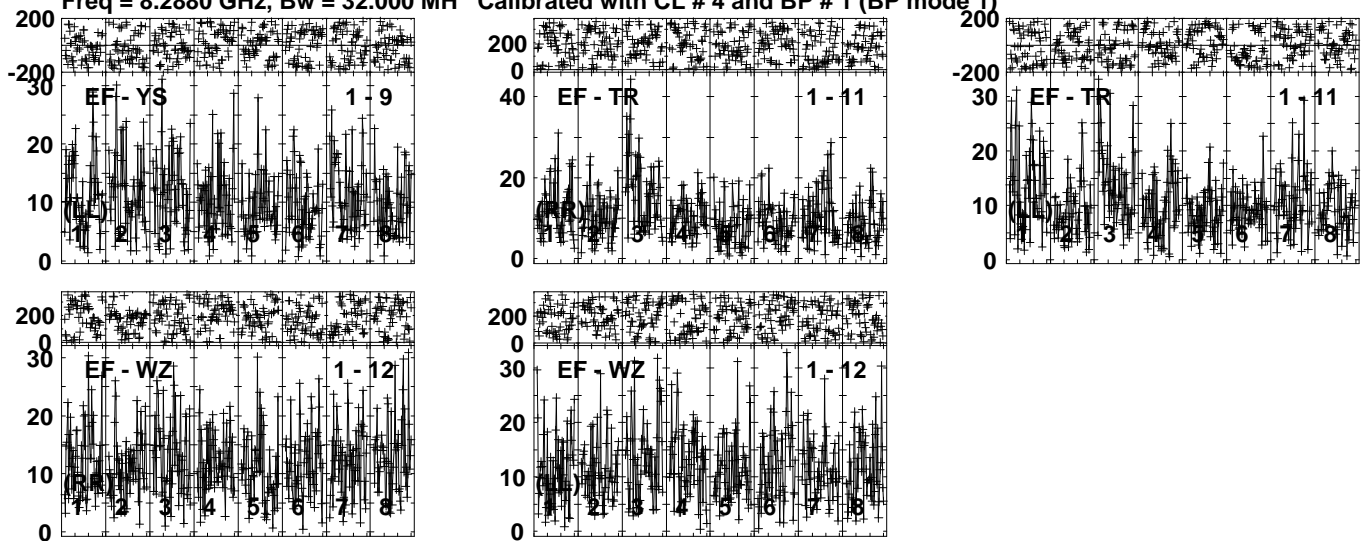 Freq = 8.2880 GHz, Bw = 32.000 MH Calibrated with CL # 4 and BP # 1 (BP mode 1)
200
-200
30
20
10
0
EF - YS 1 - 9
(LL)
1 2 3 4 5 6 7 8
200
0
40
20
0
EF - TR 1 - 11
(RR)
1 2 3 4 5 6 7 8
200
-200
30
20
10
0
EF - TR 1 - 11
(LL)
1 2 3 4 5 6 7 8
200
0
30
20
10
0
EF - WZ 1 - 12
(RR)
1 2 3 4 5 6 7 8
200
0
30
20
10
0
EF - WZ 1 - 12
(LL)
1 2 3 4 5 6 7 8